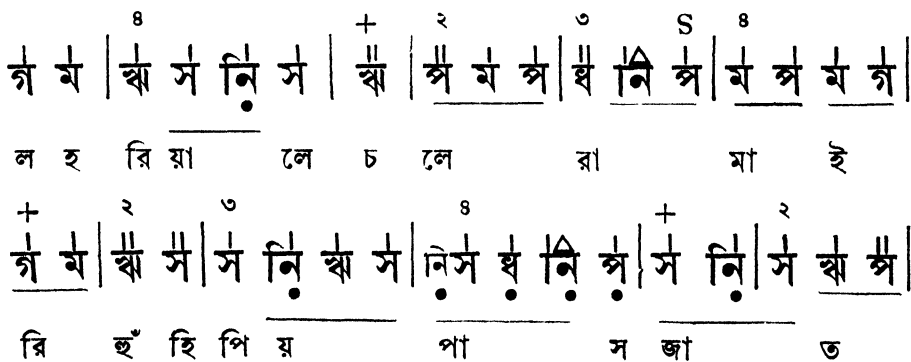 ৪ + ২ ৩ S ৪
গ ম | ঋ স নি স | ঋ | প ম প | ধ নি প | ম প ম গ |
ল হ রি য়া লে চ লে রা মা ই
+ ২ ৩ ৪ + ২
গ ম | ঋ স | স নি ঋ স | নি স ধ নি প | স নি | স ঋ প |
রি হুঁ হি পি য় পা স জা ত